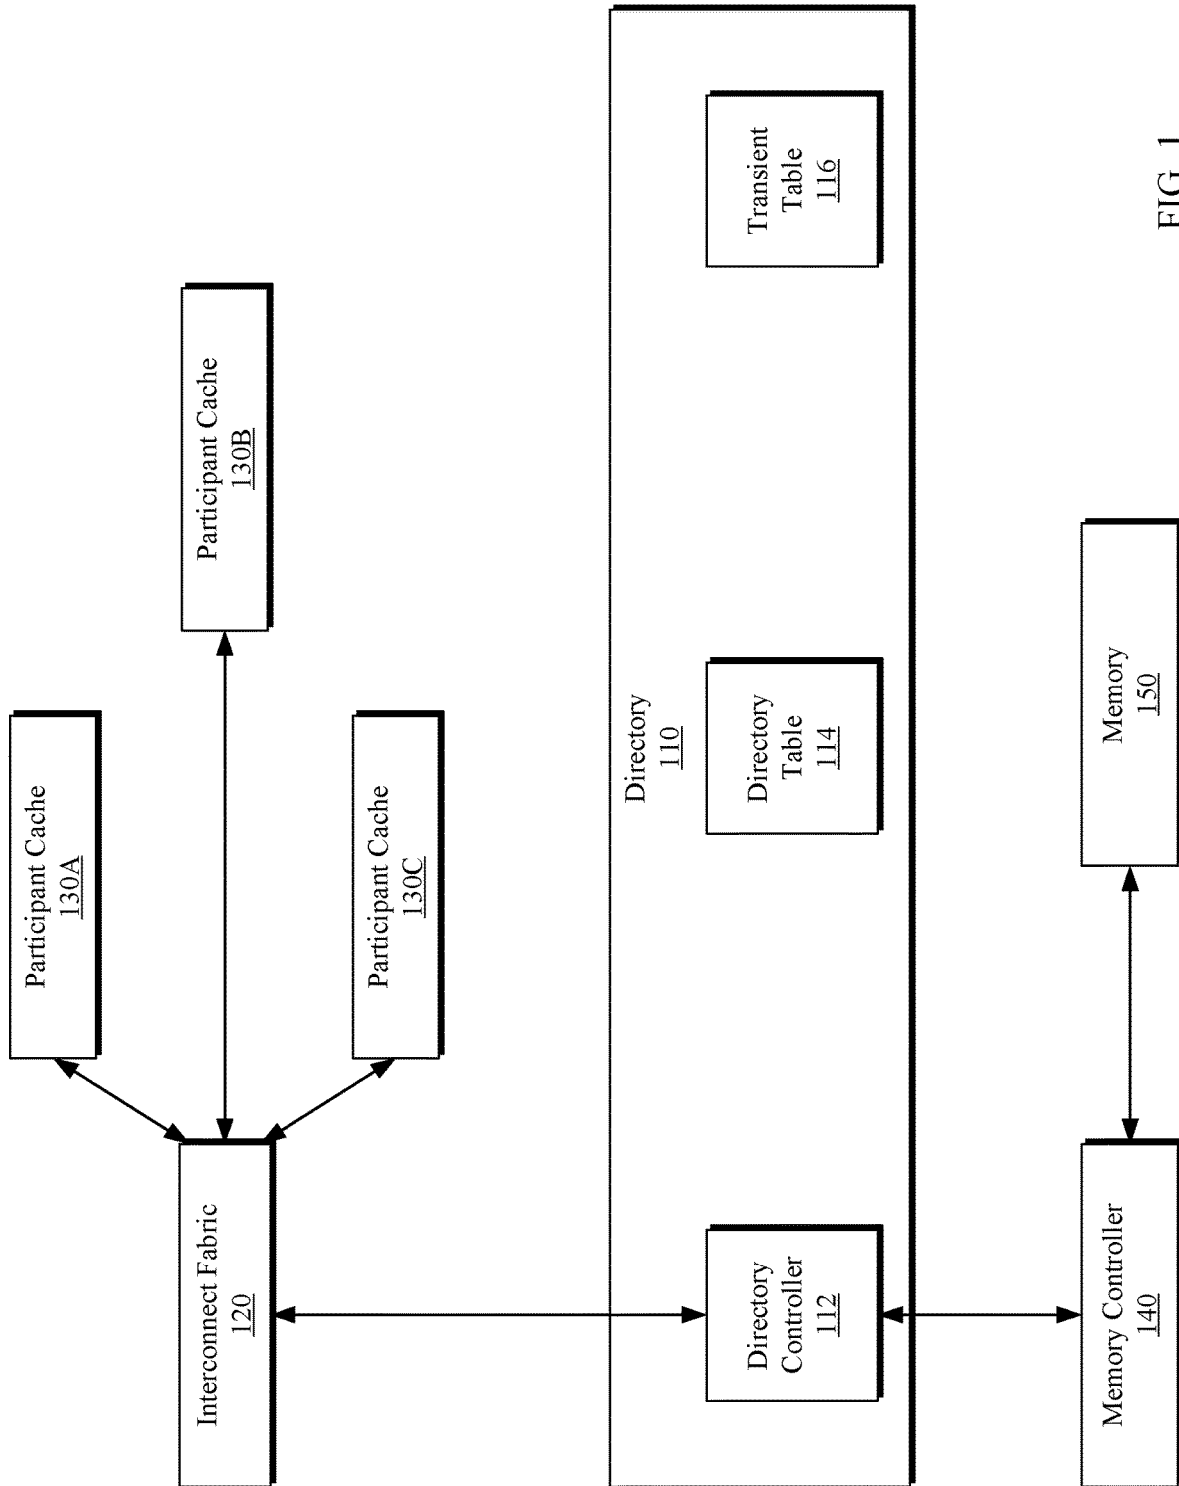 Participant Cache
130A
Interconnect Fabric
120
Participant Cache
130B
Participant Cache
130C
Directory
110
Directory
Controller
112
Directory
Table
114
Transient
Table
116
Memory Controller
140
Memory
150
FIG. 1